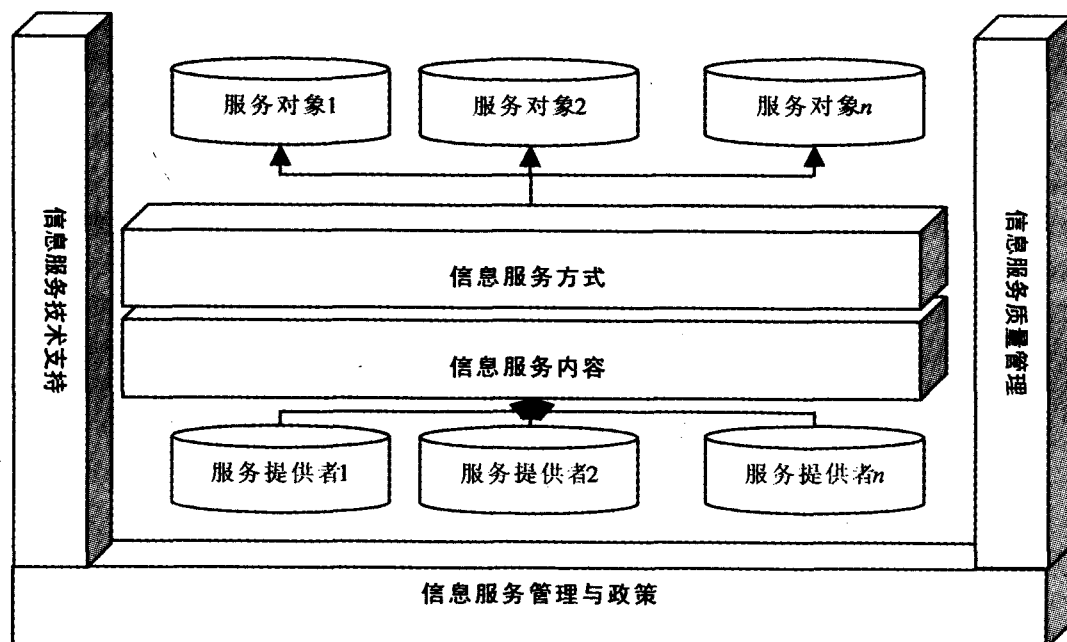 服务对象1
服务对象2
服务对象n
信息服务技术支持
信息服务方式
信息服务质量管理
信息服务内容
服务提供者1
服务提供者2
服务提供者n
信息服务管理与政策